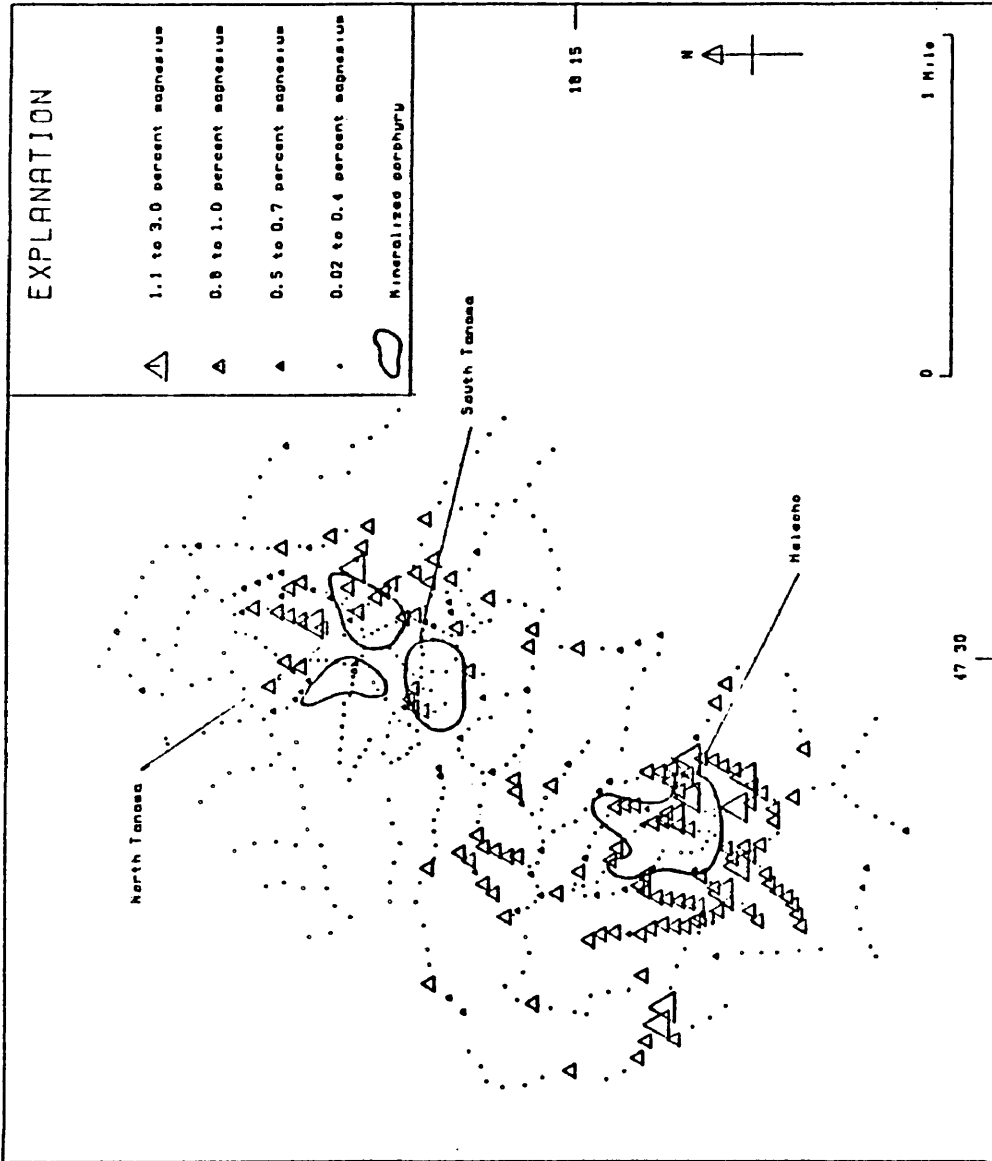 EXPLANATION
1.1 to 3.0 percent magnesium
0.8 to 1.0 percent magnesium
0.5 to 0.7 percent magnesium
0.02 to 0.4 percent magnesium
Mineralized porphyry
North Tanama
South Tanama
Helecho
18 15
47 30
N
0
1 Mile